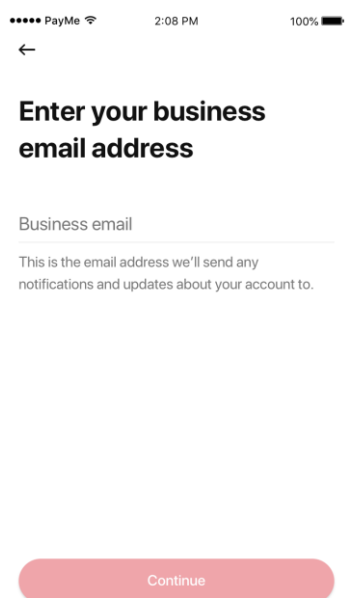 PayMe 2:08 PM 100%
Enter your business
email address
Business email
This is the email address we'll send any
notifications and updates about your account to.
Continue